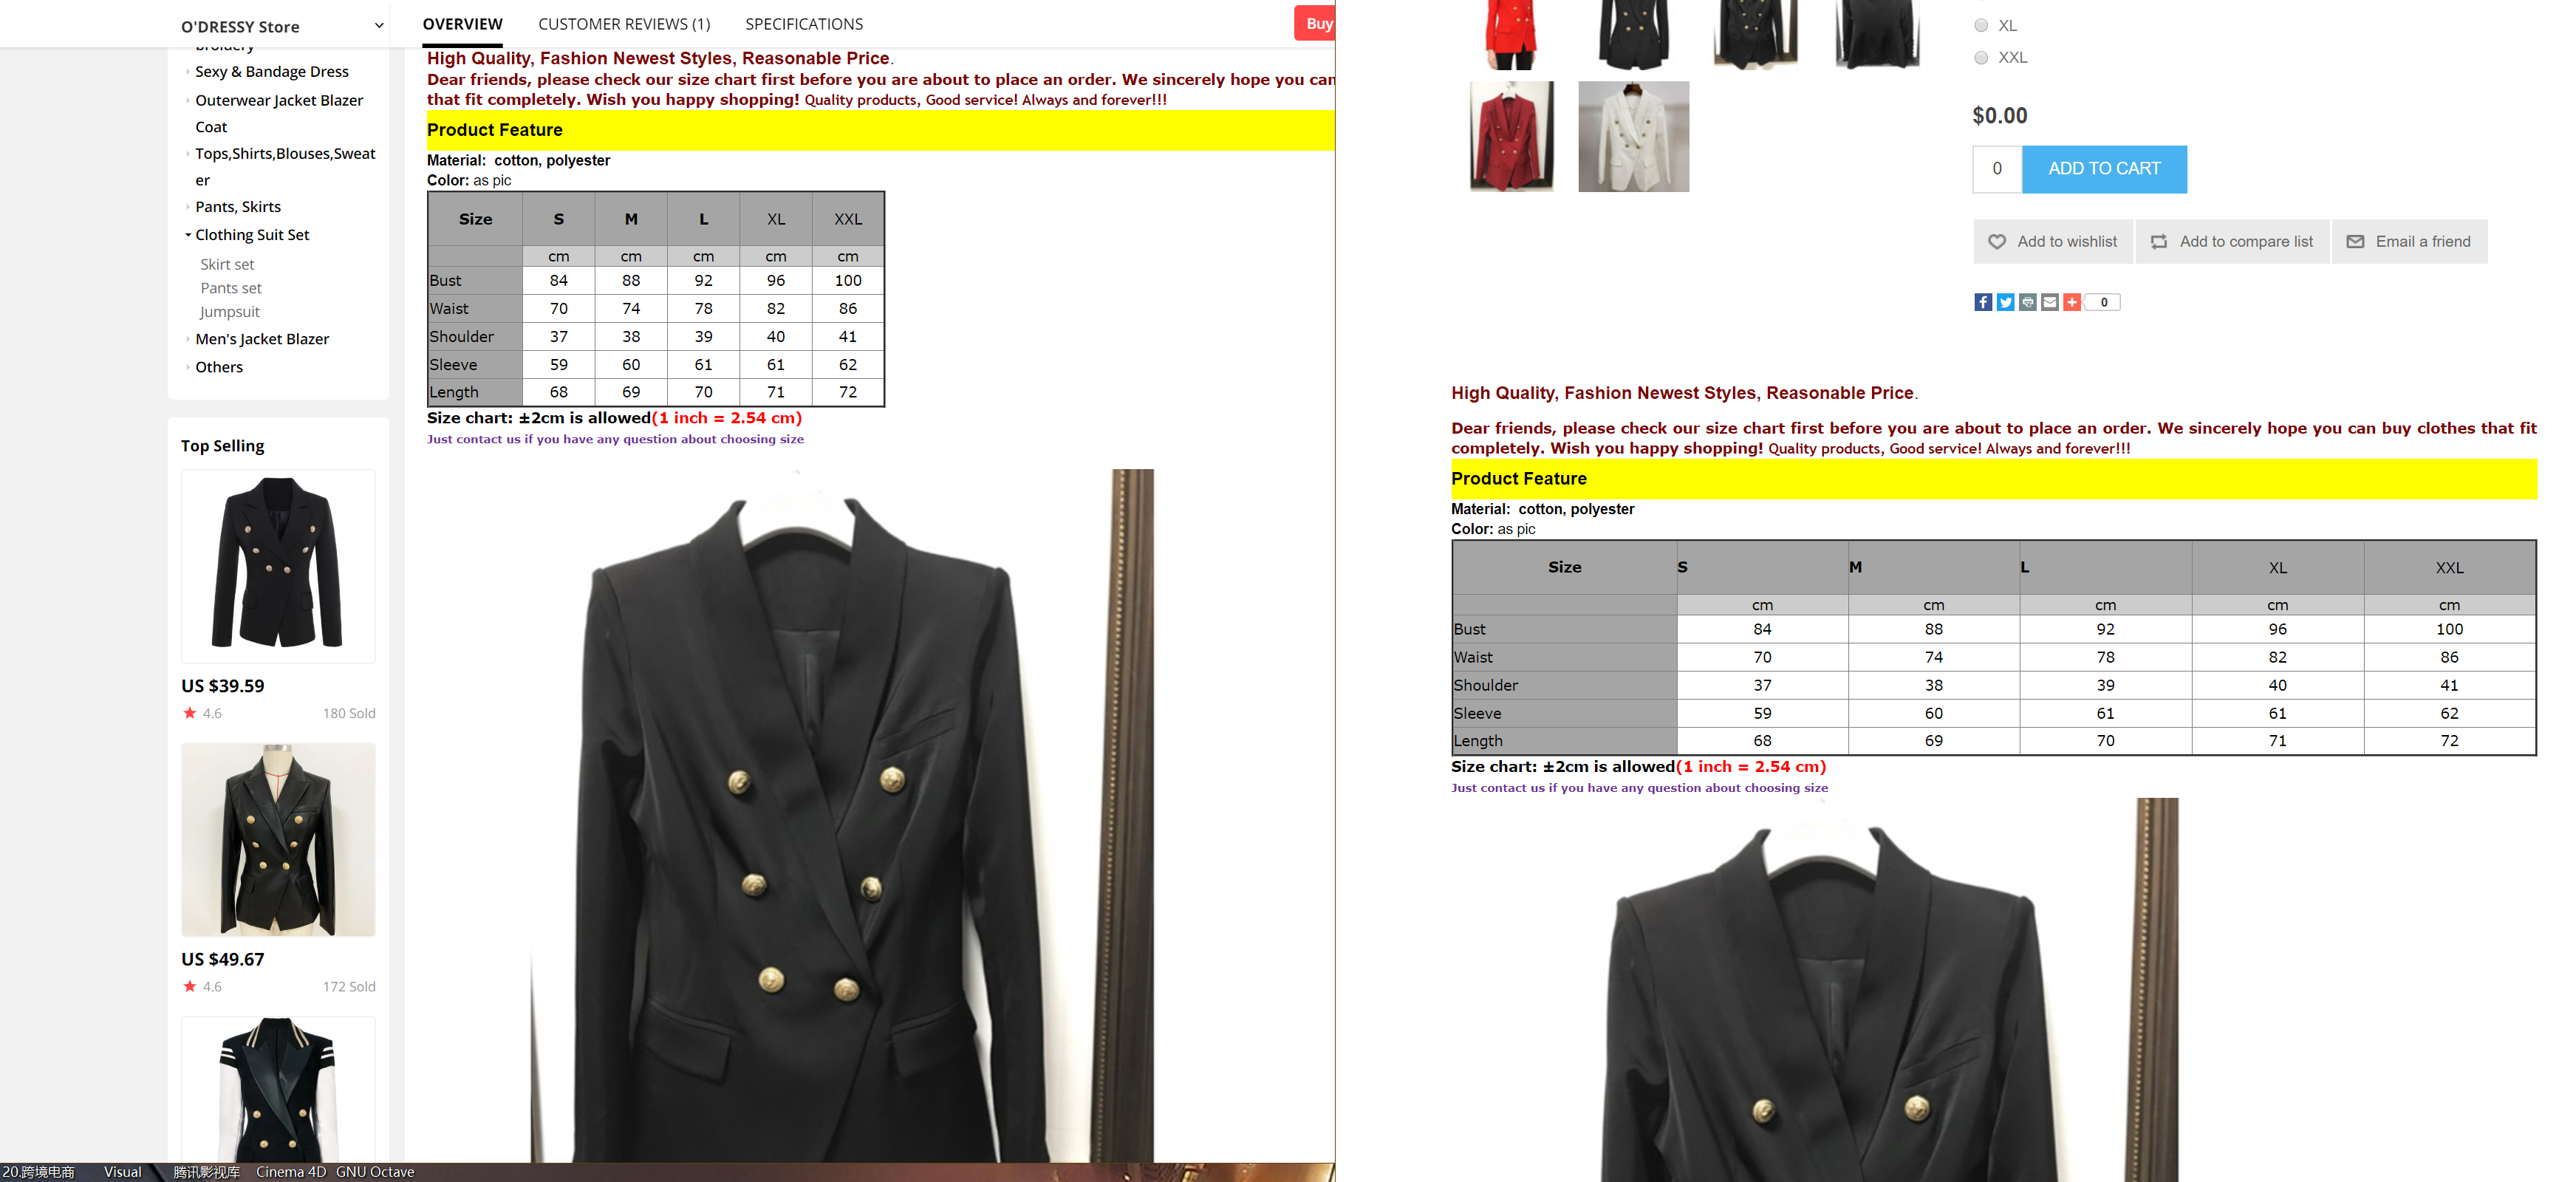 O'DRESSY Store
OVERVIEW CUSTOMER REVIEWS (1) SPECIFICATIONS Buy
broidery
Sexy & Bandage Dress
Outerwear Jacket Blazer
Coat
Tops,Shirts,Blouses,Sweat
er
Pants, Skirts
Clothing Suit Set
Skirt set
Pants set
Jumpsuit
Men's Jacket Blazer
Others
Top Selling
US $39.59
4.6 180 Sold
US $49.67
4.6 172 Sold
High Quality, Fashion Newest Styles, Reasonable Price.
Dear friends, please check our size chart first before you are about to place an order. We sincerely hope you can
that fit completely. Wish you happy shopping! Quality products, Good service! Always and forever!!!
Product Feature
Material: cotton, polyester
Color: as pic
Size S M L XL XXL
cm cm cm cm cm
Bust 84 88 92 96 100
Waist 70 74 78 82 86
Shoulder 37 38 39 40 41
Sleeve 59 60 61 61 62
Length 68 69 70 71 72
Size chart: ±2cm is allowed(1 inch = 2.54 cm)
Just contact us if you have any question about choosing size
20.跨境电商 Visual 腾讯影视库 Cinema 4D GNU Octave
XL
XXL
$0.00
0 ADD TO CART
Add to wishlist Add to compare list Email a friend
0
High Quality, Fashion Newest Styles, Reasonable Price.
Dear friends, please check our size chart first before you are about to place an order. We sincerely hope you can buy clothes that fit
completely. Wish you happy shopping! Quality products, Good service! Always and forever!!!
Product Feature
Material: cotton, polyester
Color: as pic
Size S M L XL XXL
cm cm cm cm cm
Bust 84 88 92 96 100
Waist 70 74 78 82 86
Shoulder 37 38 39 40 41
Sleeve 59 60 61 61 62
Length 68 69 70 71 72
Size chart: ±2cm is allowed(1 inch = 2.54 cm)
Just contact us if you have any question about choosing size